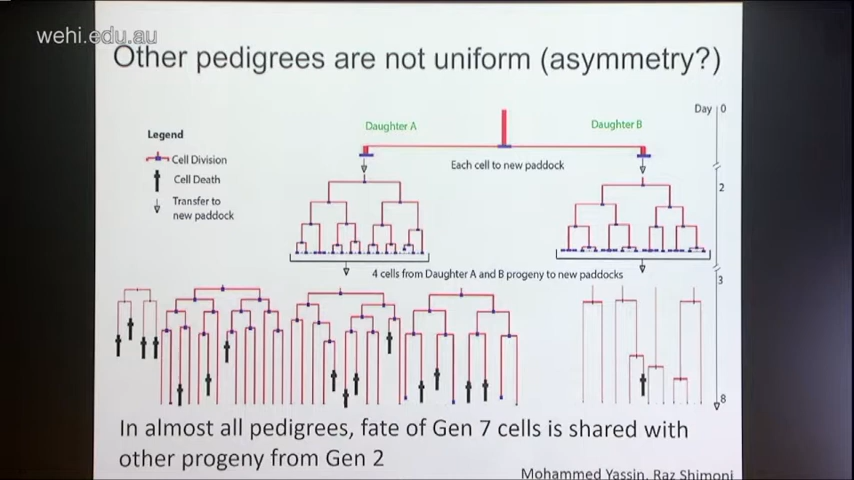 wehi.edu.au
Other pedigrees are not uniform (asymmetry?)
Day 0
Daughter A
Daughter B
Legend
Cell Division
Each cell to new paddock
Cell Death
2
Transfer to
new paddock
4 cells from Daughter A and B progeny to new paddocks
3
8
In almost all pedigrees, fate of Gen 7 cells is shared with
other progeny from Gen 2
Mohammed Yassin, Raz Shimoni